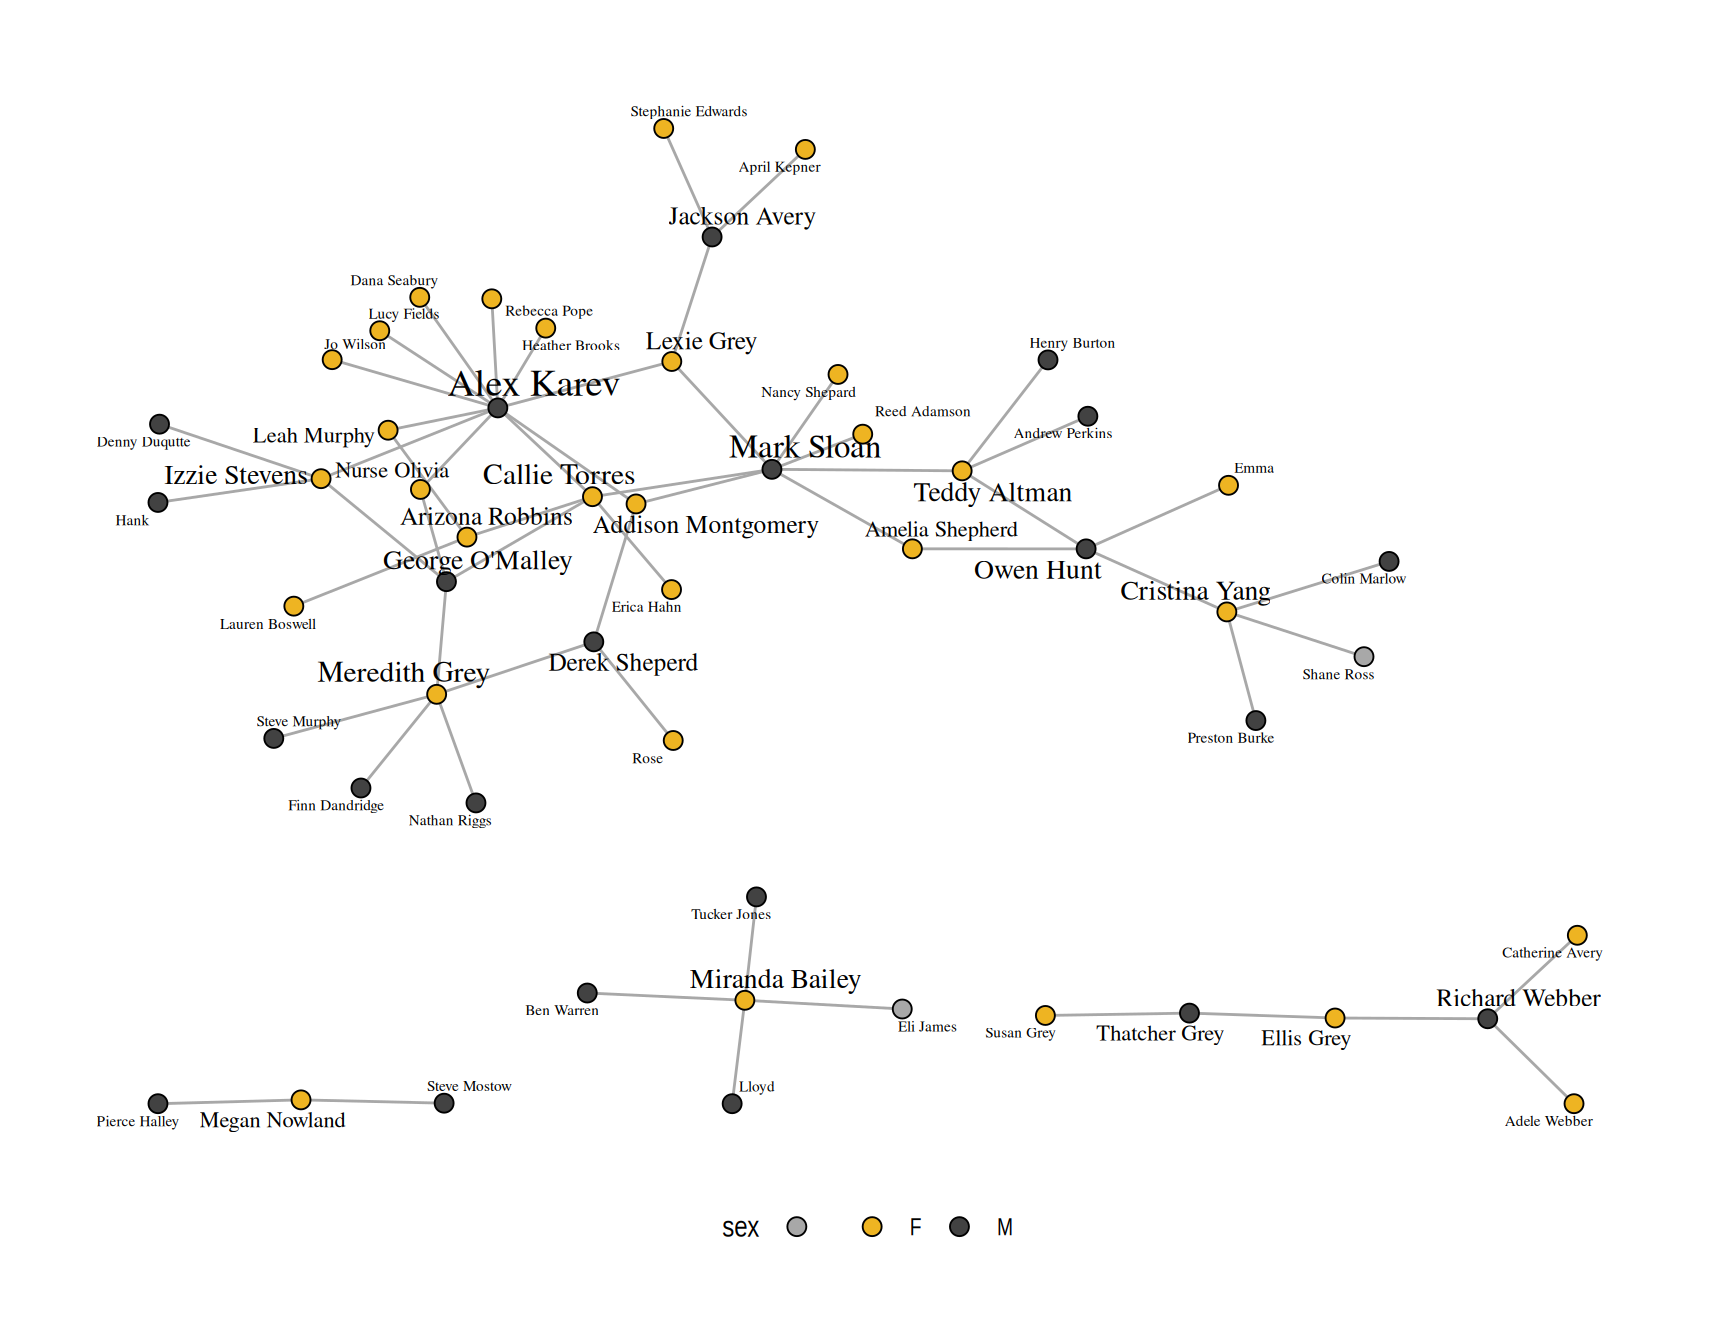 Stephanie Edwards
April Kepner
Jackson Avery
Dana Seabury
Rebecca Pope
Lucy Fields
Heather Brooks
Jo Wilson
Lexie Grey
Henry Burton
Alex Karev
Nancy Shepard
Reed Adamson
Andrew Perkins
Leah Murphy
Denny Duqutte
Mark Sloan
Emma
Izzie Stevens
Nurse Olivia
Callie Torres
Teddy Altman
Hank
Arizona Robbins
Addison Montgomery
Amelia Shepherd
George O'Malley
Owen Hunt
Colin Marlow
Cristina Yang
Erica Hahn
Lauren Boswell
Derek Sheperd
Meredith Grey
Shane Ross
Steve Murphy
Preston Burke
Rose
Finn Dandridge
Nathan Riggs
Tucker Jones
Catherine Avery
Miranda Bailey
Richard Webber
Ben Warren
Eli James
Susan Grey
Thatcher Grey
Ellis Grey
Steve Mostow
Lloyd
Pierce Halley
Megan Nowland
Adele Webber
sex F M